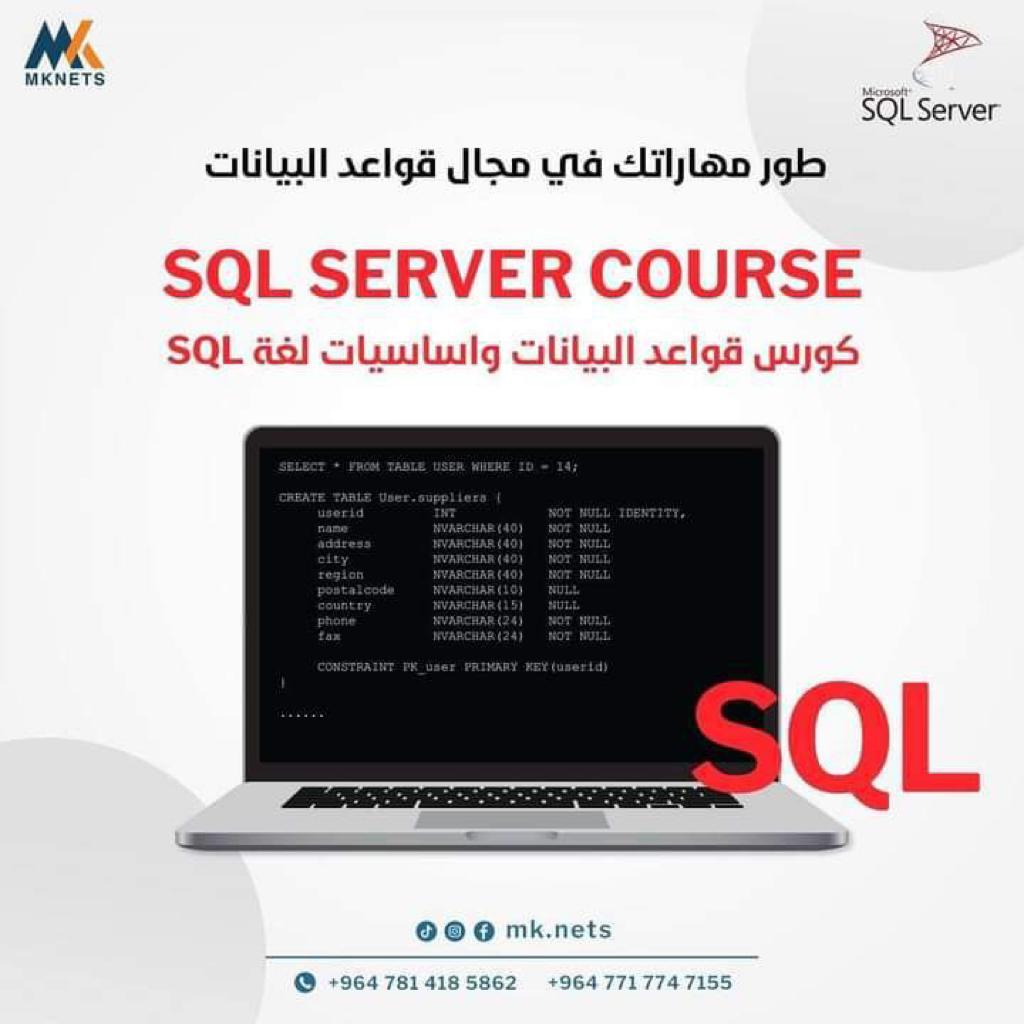 MKNETS
Microsoft®
SQL Server
طور مهاراتك في مجال قواعد البيانات
SQL SERVER COURSE
كورس قواعد البيانات واساسيات لغة SQL
SELECT * FROM TABLE USER WHERE ID = 14;
CREATE TABLE User.suppliers (
userid INT NOT NULL IDENTITY,
name NVARCHAR(40) NOT NULL
address NVARCHAR(40) NOT NULL
city NVARCHAR(40) NOT NULL
region NVARCHAR(40) NOT NULL
postalcode NVARCHAR(10) NULL
country NVARCHAR(15) NULL
phone NVARCHAR(24) NOT NULL
fax NVARCHAR(24) NOT NULL
CONSTRAINT PK_user PRIMARY KEY(userid)
)
......
SQL
mk.nets
+964 781 418 5862 +964 771 774 7155